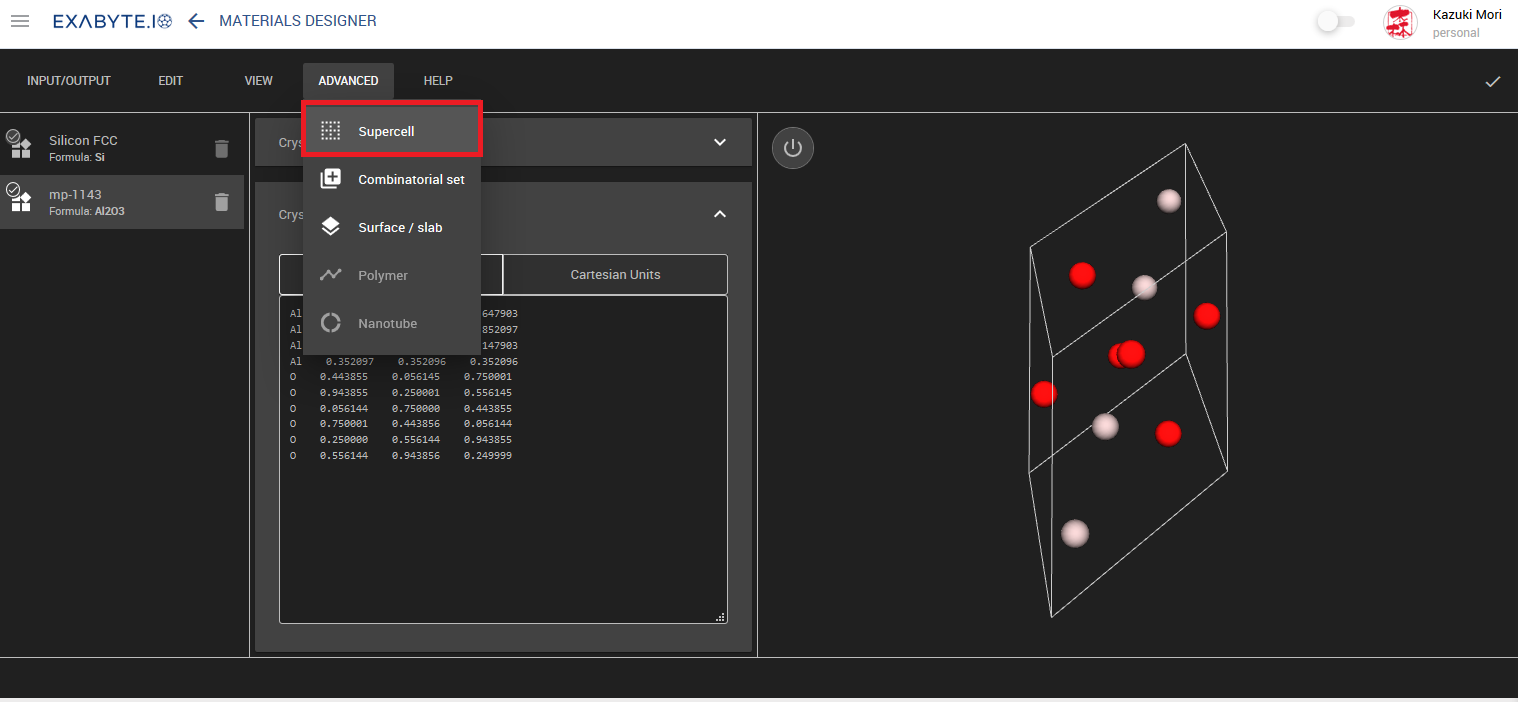 EXABYTE.IO
MATERIALS DESIGNER
Kazuki Mori
personal
INPUT/OUTPUT
EDIT
VIEW
ADVANCED
HELP
Silicon FCC
Formula: Si
mp-1143
Formula: Al2O3
Supercell
Combinatorial set
Surface / slab
Polymer
Nanotube
Crys
Crys
Cartesian Units
Al 647903
Al 852097
Al 147903
Al 0.352097 0.352096 0.352096
O 0.443855 0.056145 0.750001
O 0.943855 0.250001 0.556145
O 0.056144 0.750000 0.443855
O 0.750001 0.443856 0.056144
O 0.250000 0.556144 0.943855
O 0.556144 0.943856 0.249999